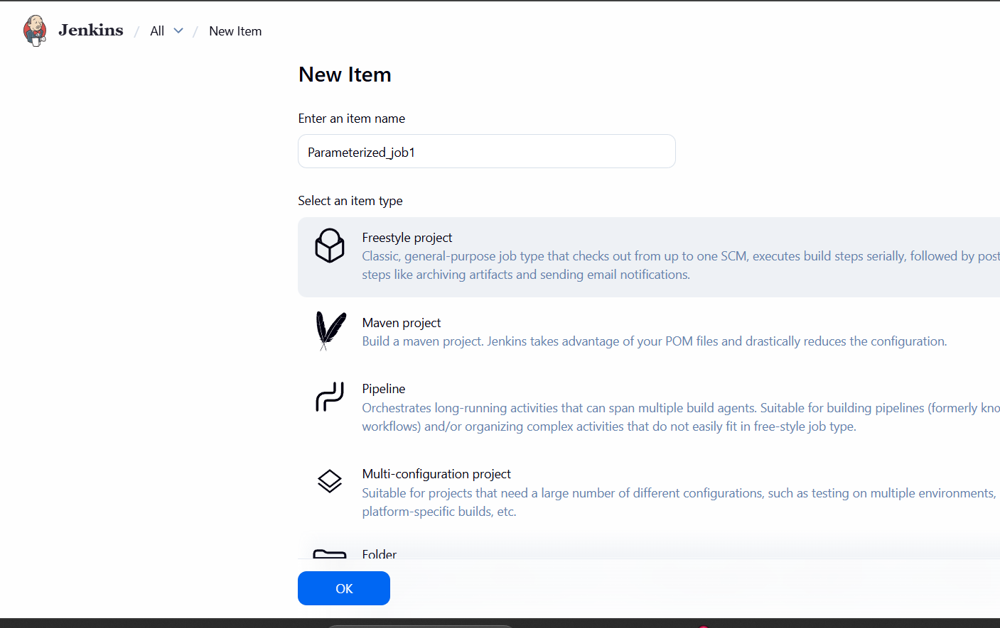 Jenkins / All / New Item
New Item
Enter an item name
Parameterized_job1
Select an item type
Freestyle project
Classic, general-purpose job type that checks out from up to one SCM, executes build steps serially, followed by post
steps like archiving artifacts and sending email notifications.
Maven project
Build a maven project. Jenkins takes advantage of your POM files and drastically reduces the configuration.
Pipeline
Orchestrates long-running activities that can span multiple build agents. Suitable for building pipelines (formerly kno
workflows) and/or organizing complex activities that do not easily fit in free-style job type.
Multi-configuration project
Suitable for projects that need a large number of different configurations, such as testing on multiple environments,
platform-specific builds, etc.
Folder
OK